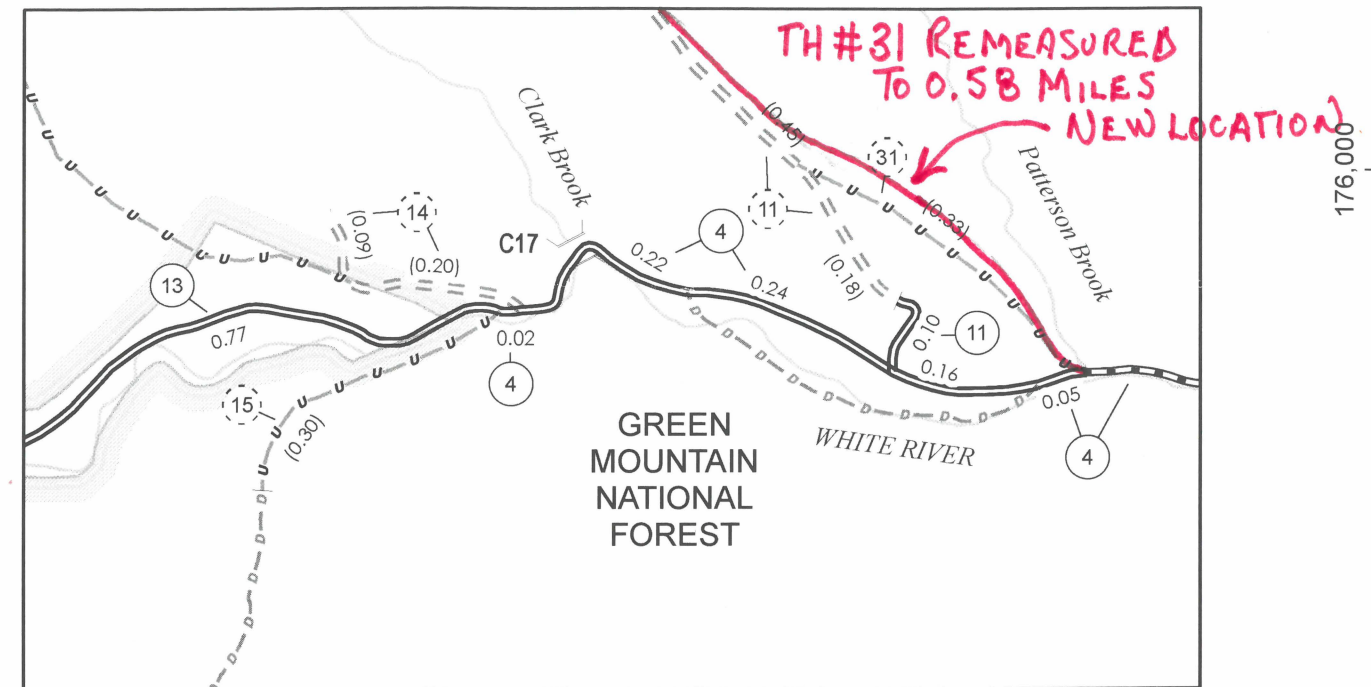 TH #31 REMEASURED
TO 0.58 MILES
NEW LOCATION
176,000
Clark Brook
Patterson Brook
(0.45)
31
(0.33)
11
(0.18)
14
(0.09)
(0.20)
C17
4
0.22
0.24
13
0.77
0.02
4
0.10
11
0.16
0.05
4
15
(0.30)
WHITE RIVER
GREEN
MOUNTAIN
NATIONAL
FOREST
U U U U U U U U U
U U U U U U U U
U U U U U U U U
D D D D D D D D
D D D D D D